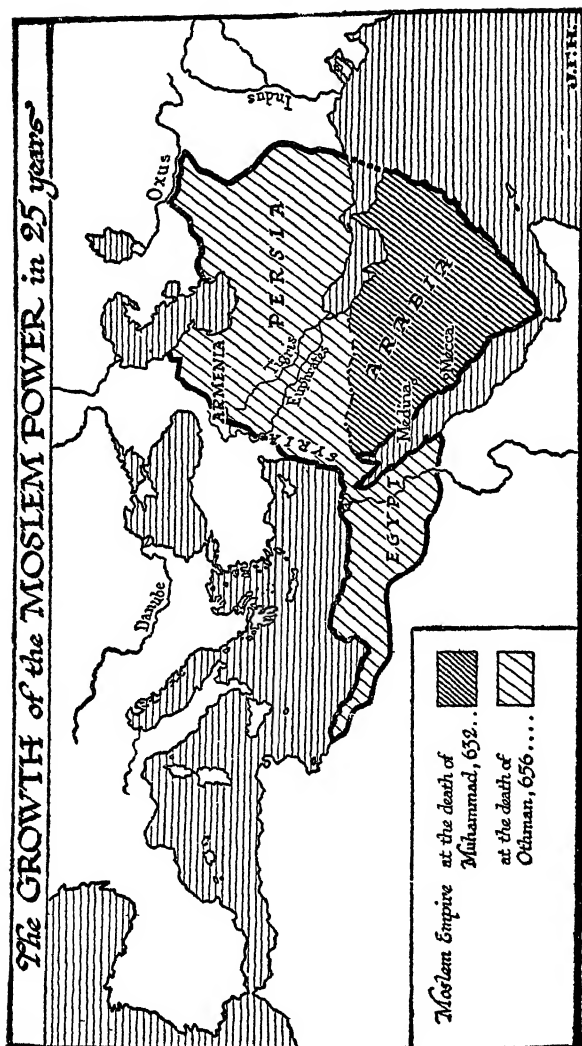 The GROWTH of the MOSLEM POWER in 25 years
Oxus
Indus
Danube
ARMENIA
PERSIA
Tigris
Euphrates
SYRIA
ARABIA
Medina
Mecca
EGYPT
Moslem Empire at the death of
Muhammad, 632..
at the death of
Othman, 656....
J.F.H.